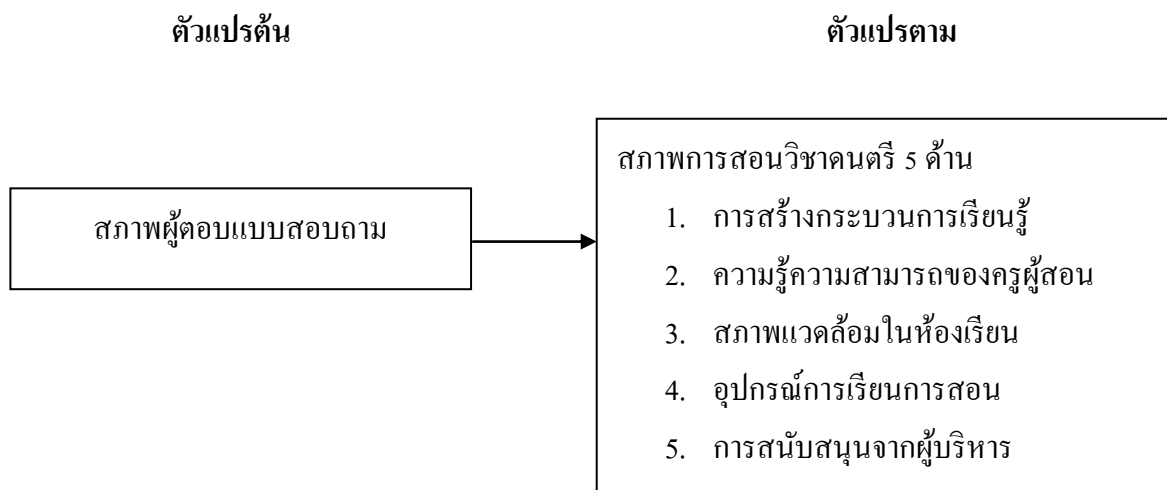 ตัวแปรต้น
ตัวแปรตาม
สภาพผู้ตอบแบบสอบถาม
สภาพการสอนวิชาดนตรี 5 ด้าน
1. การสร้างกระบวนการเรียนรู้
2. ความรู้ความสามารถของครูผู้สอน
3. สภาพแวดล้อมในห้องเรียน
4. อุปกรณ์การเรียนการสอน
5. การสนับสนุนจากผู้บริหาร